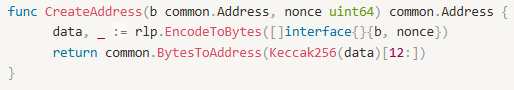 func CreateAddress(b common.Address, nonce uint64) common.Address {
data, _ := rlp.EncodeToBytes([]interface{}{b, nonce})
return common.BytesToAddress(Keccak256(data)[12:])
}